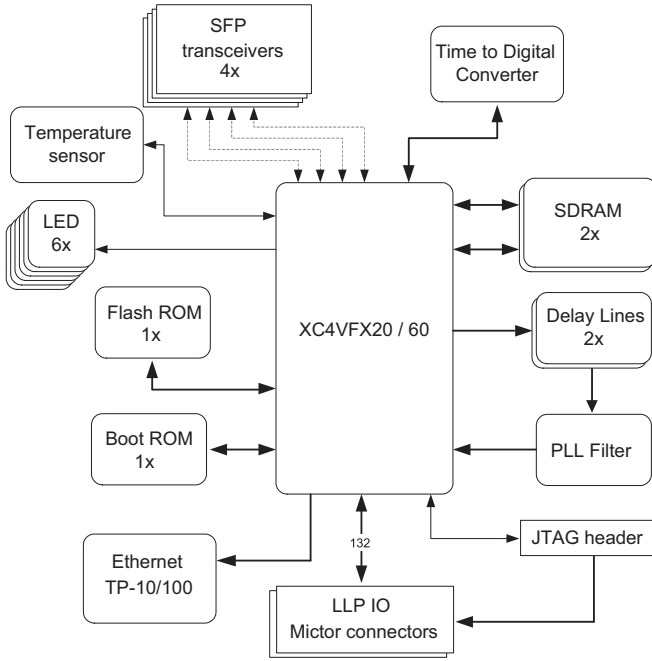 SFP
transceivers
4x
Time to Digital
Converter
Temperature
sensor
LED
6x
SDRAM
2x
Flash ROM
1x
XC4VFX20 / 60
Delay Lines
2x
Boot ROM
1x
PLL Filter
132
JTAG header
Ethernet
TP-10/100
LLP IO
Mictor connectors